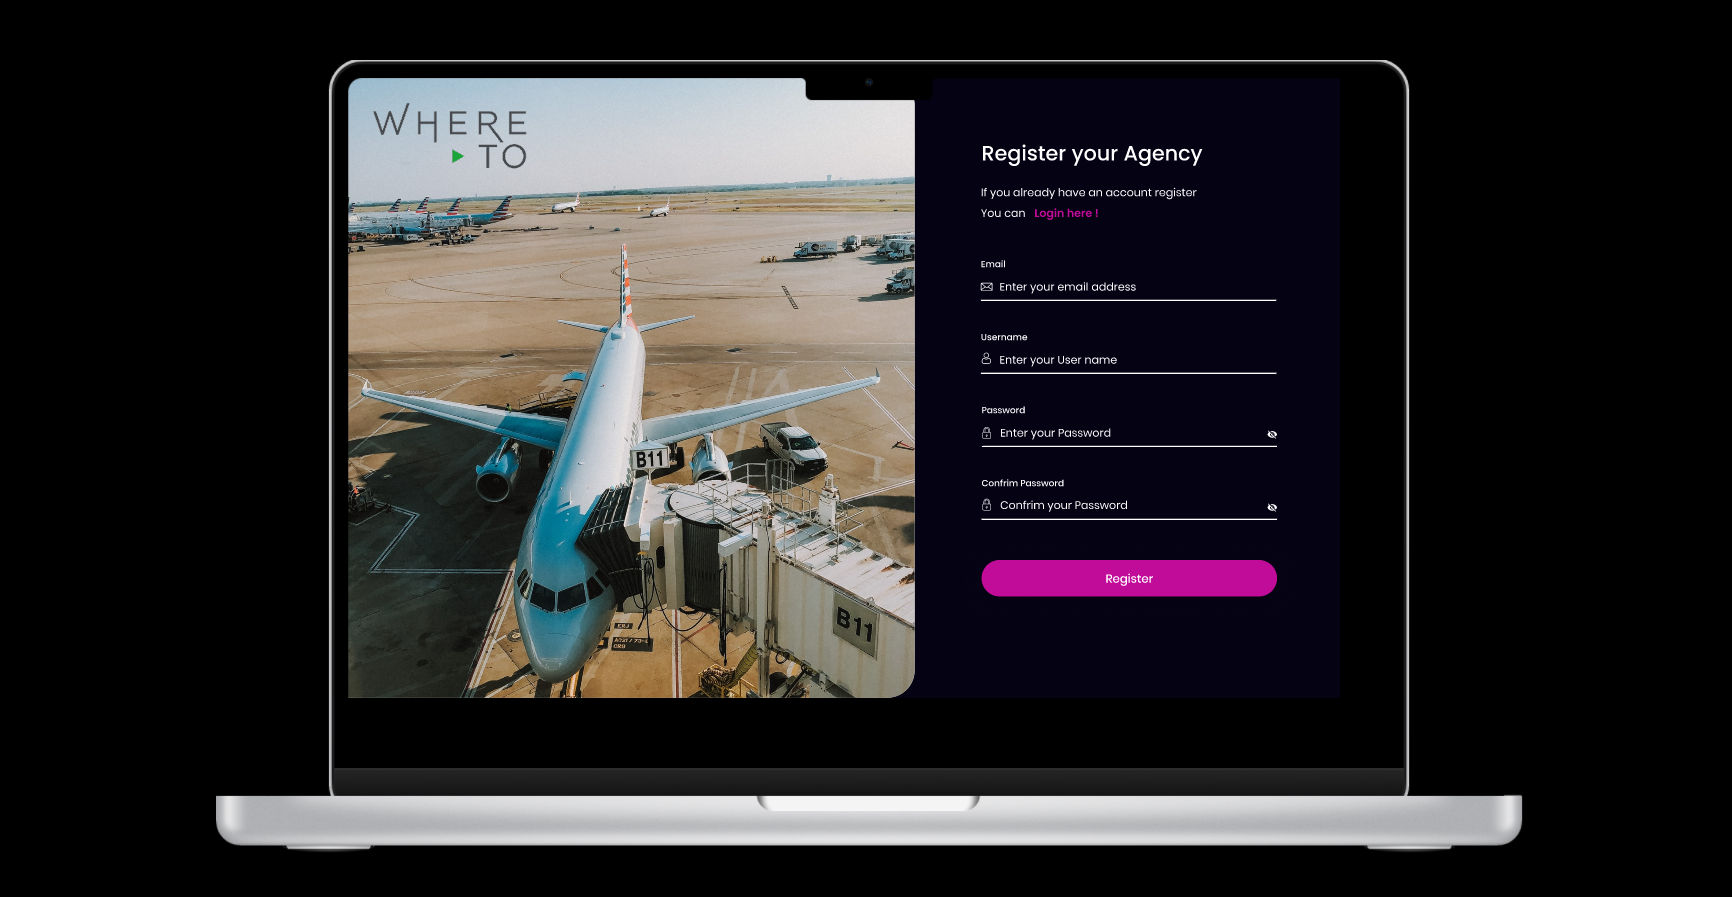 WHERE
TO
B11
B11
Register your Agency
If you already have an account register
You can Login here !
Email
Enter your email address
Username
Enter your User name
Password
Enter your Password
Confrim Password
Confrim your Password
Register